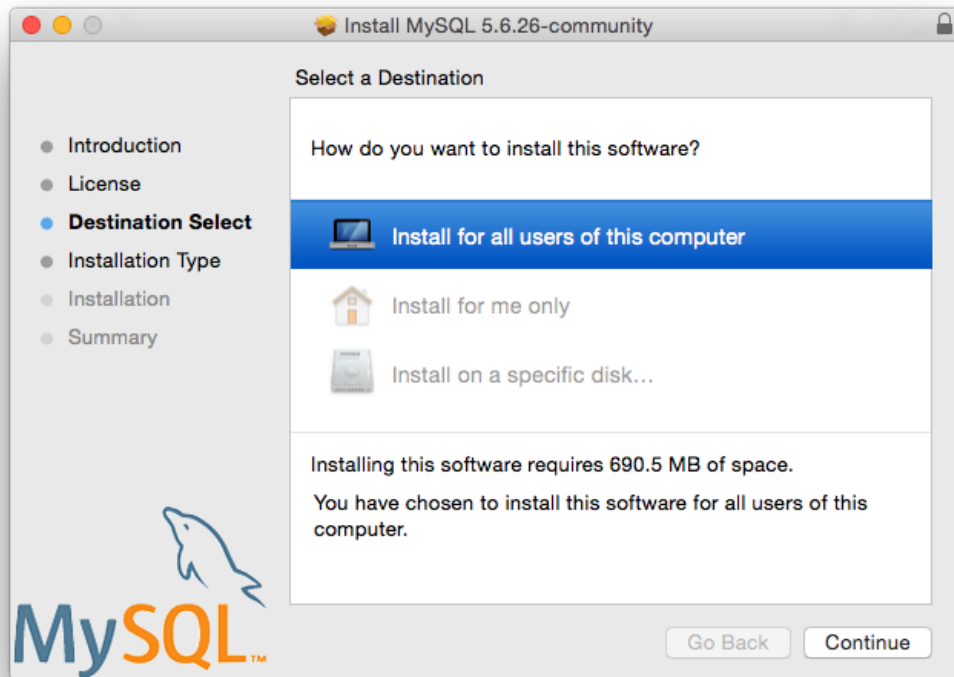 Install MySQL 5.6.26-community
Select a Destination
Introduction
License
Destination Select
Installation Type
Installation
Summary
How do you want to install this software?
Install for all users of this computer
Install for me only
Install on a specific disk...
Installing this software requires 690.5 MB of space.
You have chosen to install this software for all users of this
computer.
MySQL™
Go Back
Continue